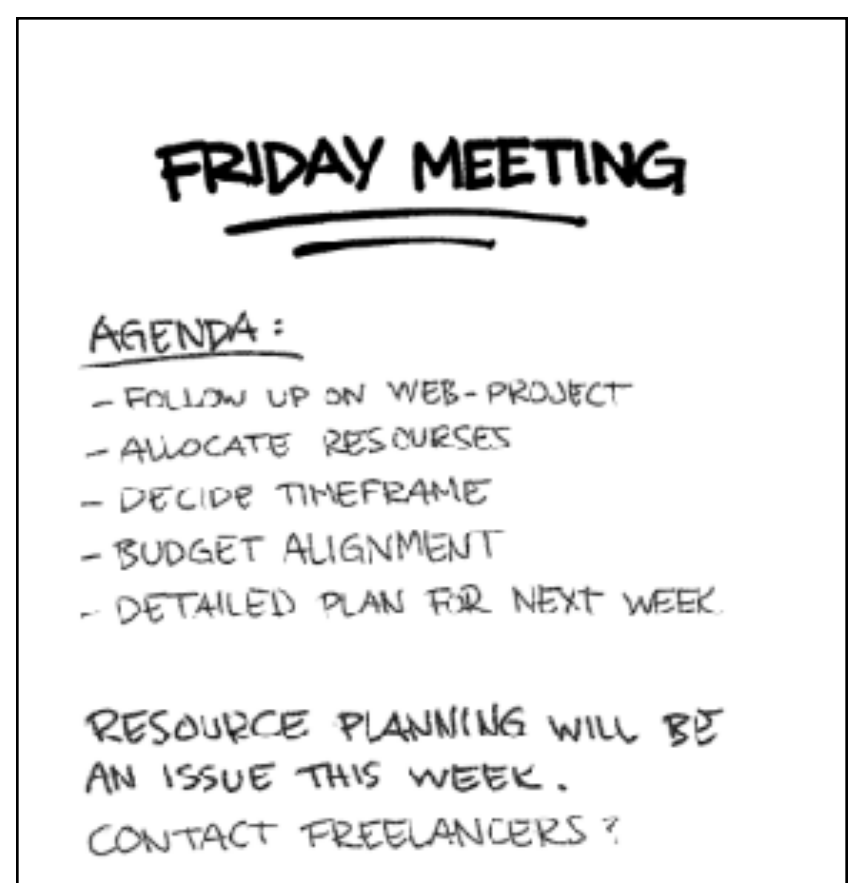 FRIDAY MEETING
AGENDA:
- FOLLOW UP ON WEB-PROJECT
- ALLOCATE RESOURSES
- DECIDE TIMEFRAME
- BUDGET ALIGNMENT
- DETAILED PLAN FOR NEXT WEEK
RESOURCE PLANNING WILL BE
AN ISSUE THIS WEEK.
CONTACT FREELANCERS?